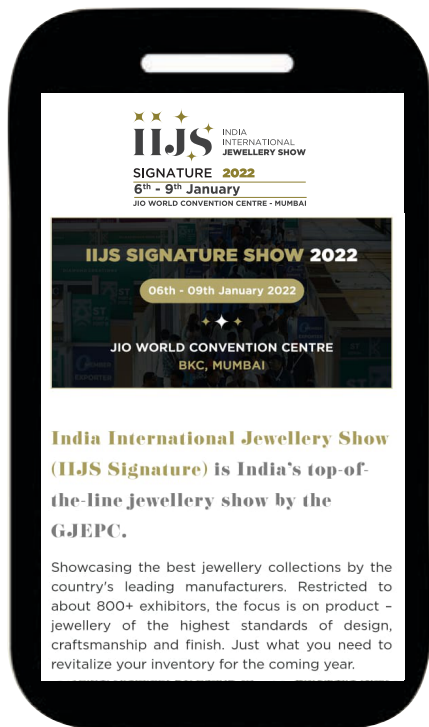 IIJS
INDIA
INTERNATIONAL
JEWELLERY SHOW
SIGNATURE 2022
6th - 9th January
JIO WORLD CONVENTION CENTRE - MUMBAI
IIJS SIGNATURE SHOW 2022
06th - 09th January 2022
JIO WORLD CONVENTION CENTRE
BKC, MUMBAI
India International Jewellery Show
(IIJS Signature) is India's top-of-
the-line jewellery show by the
GJEPC.
Showcasing the best jewellery collections by the
country's leading manufacturers. Restricted to
about 800+ exhibitors, the focus is on product –
jewellery of the highest standards of design,
craftsmanship and finish. Just what you need to
revitalize your inventory for the coming year.